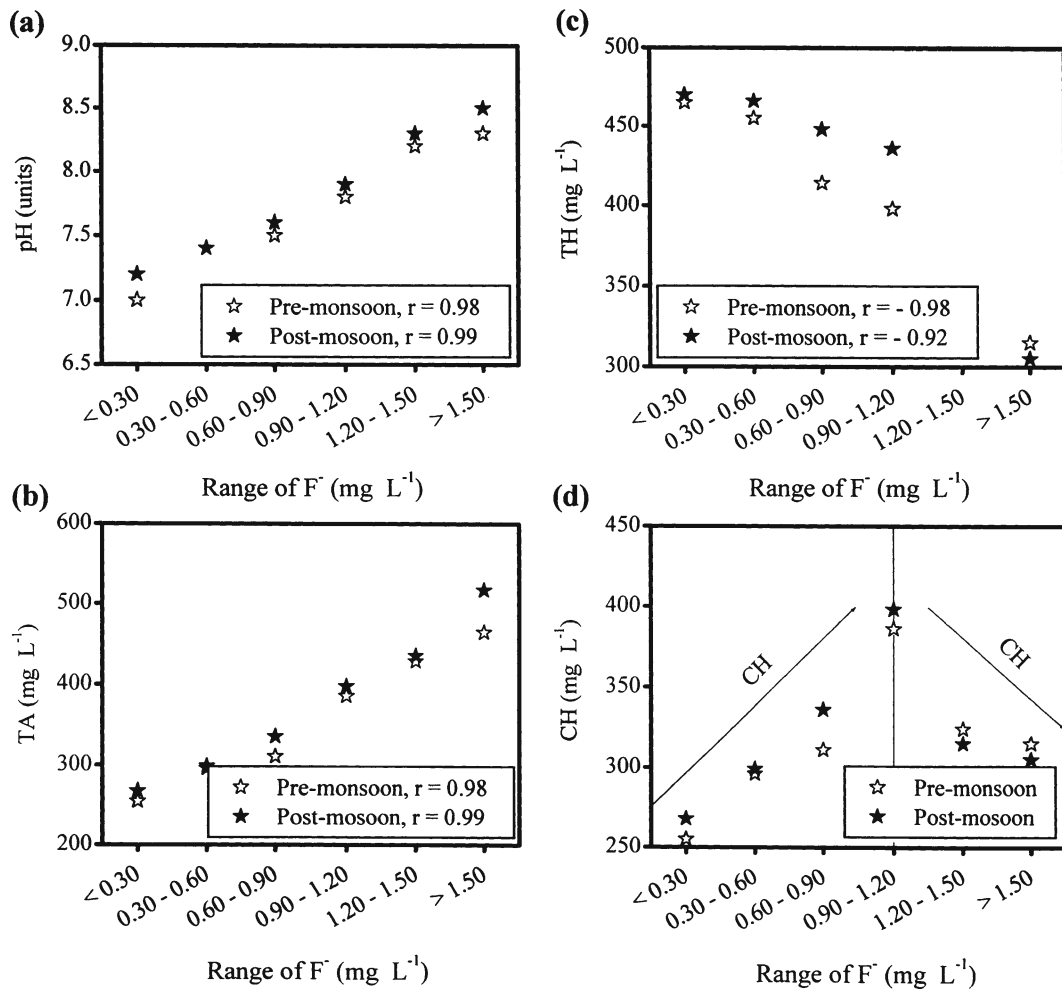 (a)
9.0
8.5
8.0
7.5
7.0
6.5
pH (units)
☆ Pre-monsoon, r = 0.98
★ Post-mosoon, r = 0.99
< 0.30
0.30 - 0.60
0.60 - 0.90
0.90 - 1.20
1.20 - 1.50
> 1.50
Range of F⁻ (mg L⁻¹)
(c)
500
450
400
350
300
TH (mg L⁻¹)
☆ Pre-monsoon, r = - 0.98
★ Post-mosoon, r = - 0.92
< 0.30
0.30 - 0.60
0.60 - 0.90
0.90 - 1.20
1.20 - 1.50
> 1.50
Range of F⁻ (mg L⁻¹)
(b)
600
500
400
300
200
TA (mg L⁻¹)
☆ Pre-monsoon, r = 0.98
★ Post-mosoon, r = 0.99
< 0.30
0.30 - 0.60
0.60 - 0.90
0.90 - 1.20
1.20 - 1.50
> 1.50
Range of F⁻ (mg L⁻¹)
(d)
450
400
350
300
250
CH (mg L⁻¹)
CH
CH
☆ Pre-monsoon
★ Post-mosoon
< 0.30
0.30 - 0.60
0.60 - 0.90
0.90 - 1.20
1.20 - 1.50
> 1.50
Range of F⁻ (mg L⁻¹)